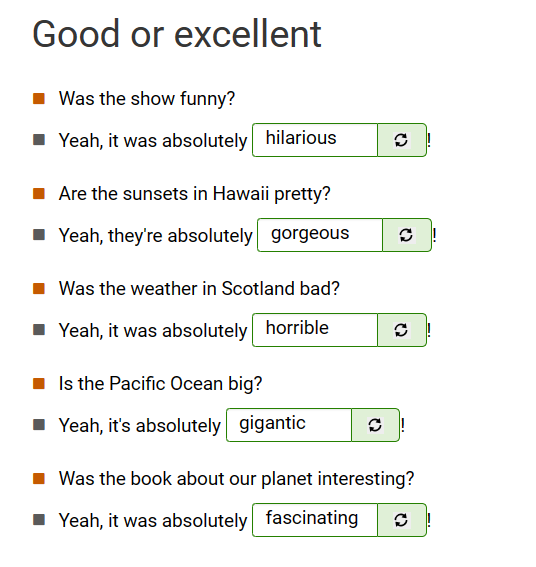 Good or excellent
Was the show funny?
Yeah, it was absolutely hilarious!
Are the sunsets in Hawaii pretty?
Yeah, they're absolutely gorgeous!
Was the weather in Scotland bad?
Yeah, it was absolutely horrible!
Is the Pacific Ocean big?
Yeah, it's absolutely gigantic!
Was the book about our planet interesting?
Yeah, it was absolutely fascinating!